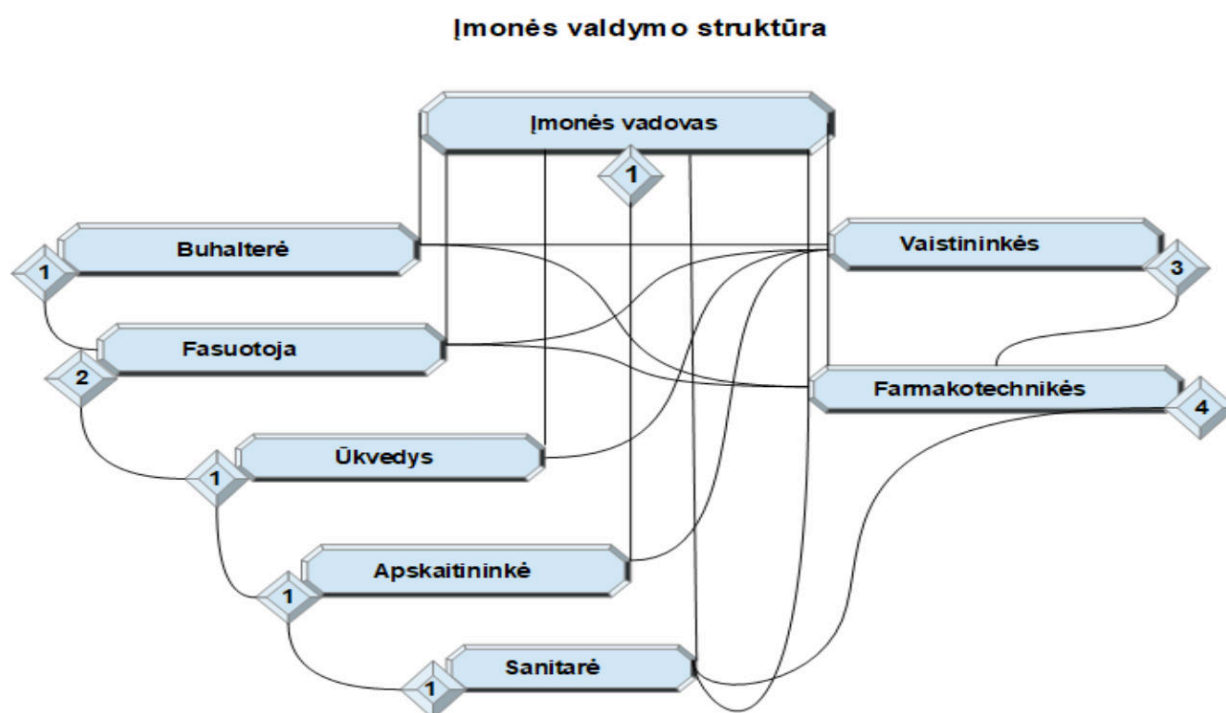 Įmonės valdymo struktūra
Įmonės vadovas
1
Buhalterė
1
Vaistininkės
3
Fasuotoja
2
Farmakotechnikės
4
Ūkvedys
1
Apskaitininkė
1
Sanitarė
1